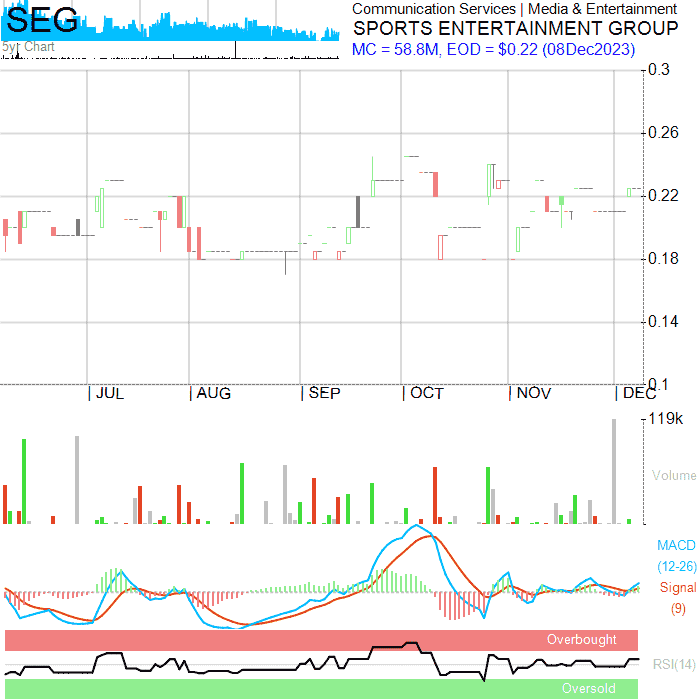 SEG
5yr Chart
Communication Services | Media & Entertainment
SPORTS ENTERTAINMENT GROUP
MC = 58.8M, EOD = $0.22 (08Dec2023)
0.3
0.26
0.22
0.18
0.14
0.1
| JUL | AUG | SEP | OCT | NOV | DEC
119k
Volume
MACD
(12-26)
Signal
(9)
Overbought
RSI(14)
Oversold